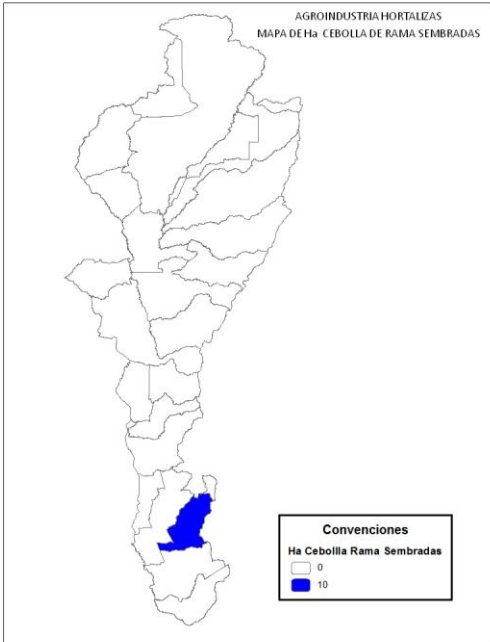 AGROINDUSTRIA HORTALIZAS
MAPA DE Ha CEBOLLA DE RAMA SEMBRADAS
Convenciones
Ha Cebollla Rama Sembradas
0
10